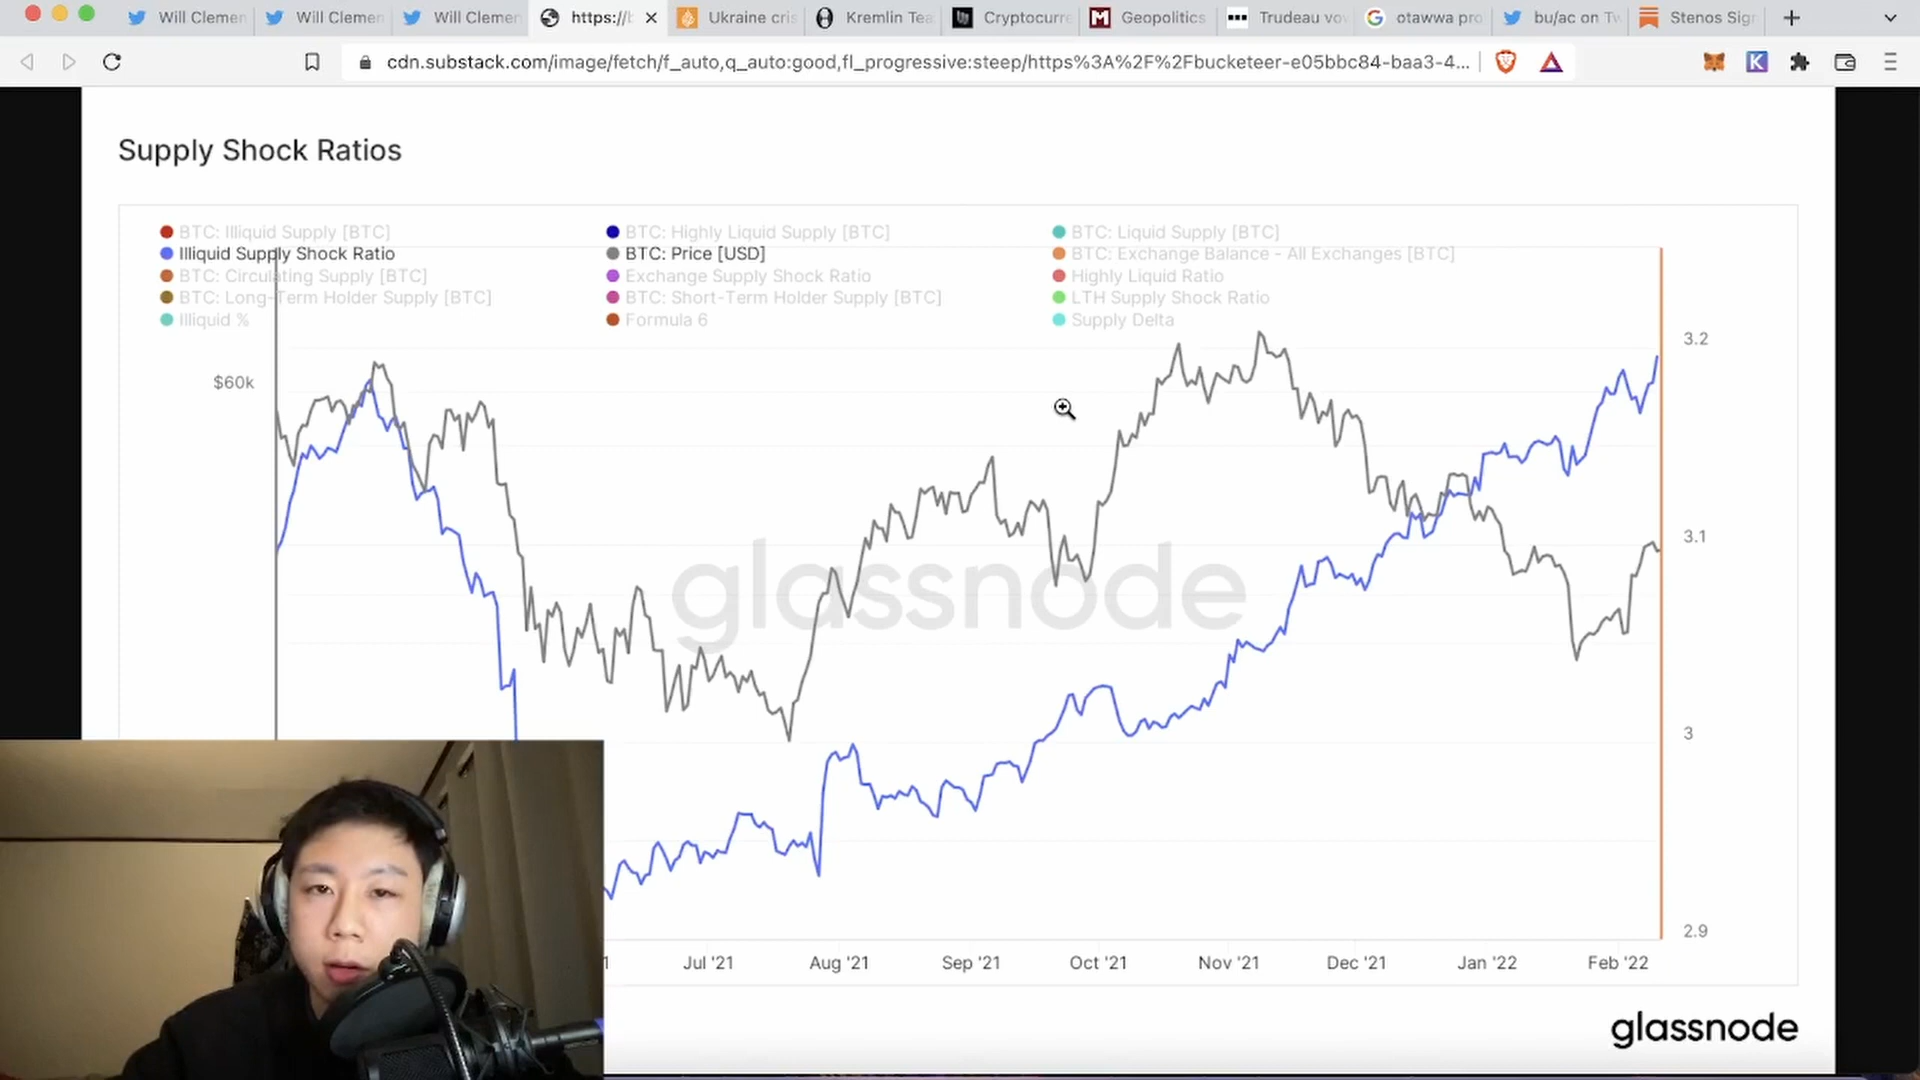 Will Clemen
Will Clemen
Will Clemen
https://b
Ukraine cris
Kremlin Tea
Cryptocurre
Geopolitics
Trudeau vov
otawwa pro
bu/ac on Tw
Stenos Sign
cdn.substack.com/image/fetch/f_auto,q_auto:good,fl_progressive:steep/https%3A%2F%2Fbucketeer-e05bbc84-baa3-4...
Supply Shock Ratios
BTC: Illiquid Supply [BTC]
BTC: Highly Liquid Supply [BTC]
BTC: Liquid Supply [BTC]
Illiquid Supply Shock Ratio
BTC: Price [USD]
BTC: Exchange Balance - All Exchanges [BTC]
BTC: Circulating Supply [BTC]
Exchange Supply Shock Ratio
Highly Liquid Ratio
BTC: Long-Term Holder Supply [BTC]
BTC: Short-Term Holder Supply [BTC]
LTH Supply Shock Ratio
Illiquid %
Formula 6
Supply Delta
3.2
$60k
3.1
glassnode
3
2.9
Jul '21
Aug '21
Sep '21
Oct '21
Nov '21
Dec '21
Jan '22
Feb '22
glassnode